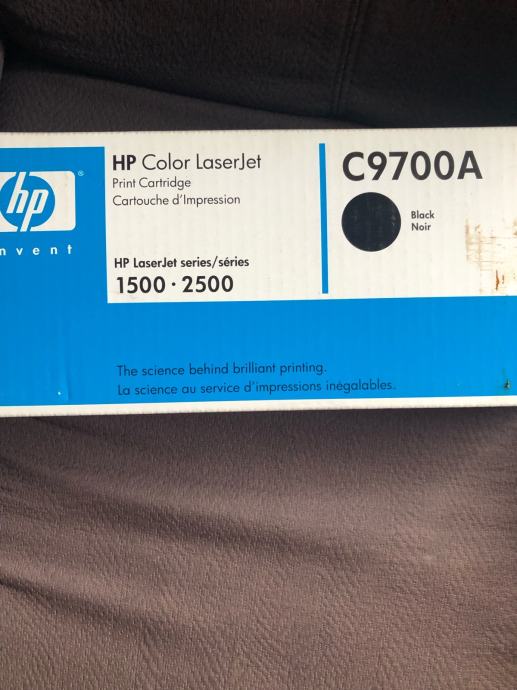 hp
®
nvent
HP Color LaserJet
Print Cartridge
Cartouche d'Impression
HP LaserJet series/séries
1500 · 2500
C9700A
Black
Noir
The science behind brilliant printing.
La science au service d'impressions inégalables.